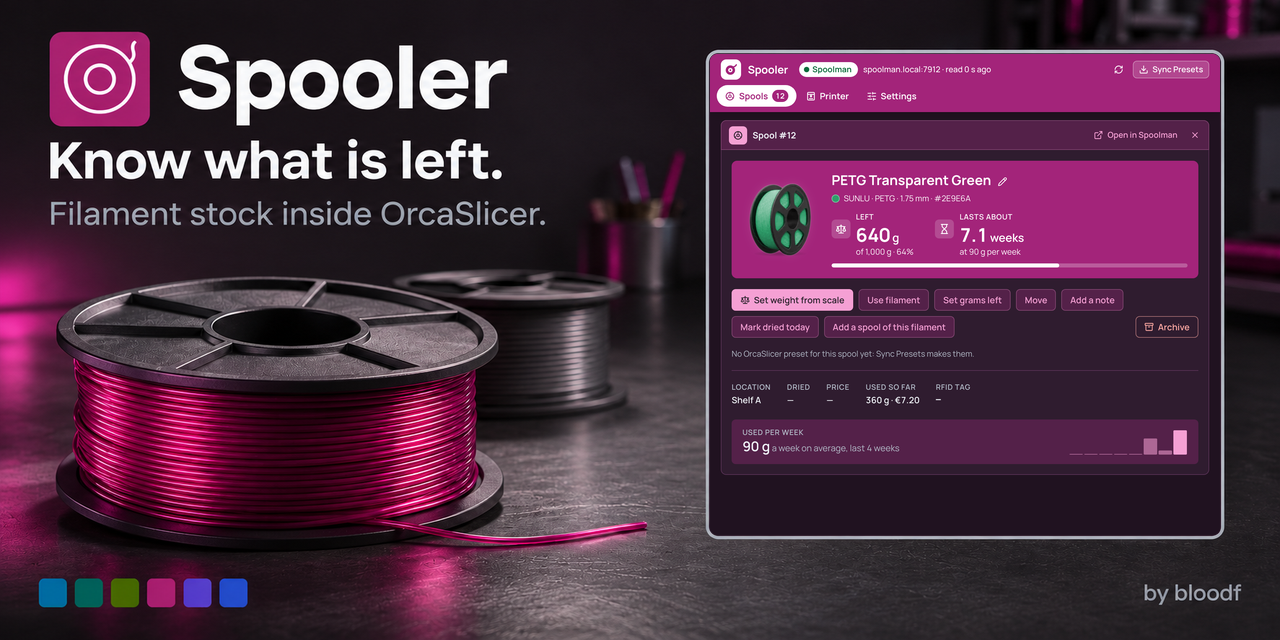 Spooler
Know what is left.
Filament stock inside OrcaSlicer.
Spooler
Spoolman
spoolman.local:7912 · read 0 s ago
Sync Presets
Spools 12
Printer
Settings
Spool #12
Open in Spoolman
PETG Transparent Green
SUNLU · PETG · 1.75 mm · #2E9E6A
LEFT
640 g
of 1,000 g · 64%
LASTS ABOUT
7.1 weeks
at 90 g per week
Set weight from scale
Use filament
Set grams left
Move
Add a note
Mark dried today
Add a spool of this filament
Archive
No OrcaSlicer preset for this spool yet: Sync Presets makes them.
LOCATION
Shelf A
DRIED
—
PRICE
—
USED SO FAR
360 g · €7.20
RFID TAG
—
USED PER WEEK
90 g a week on average, last 4 weeks
by bloodf